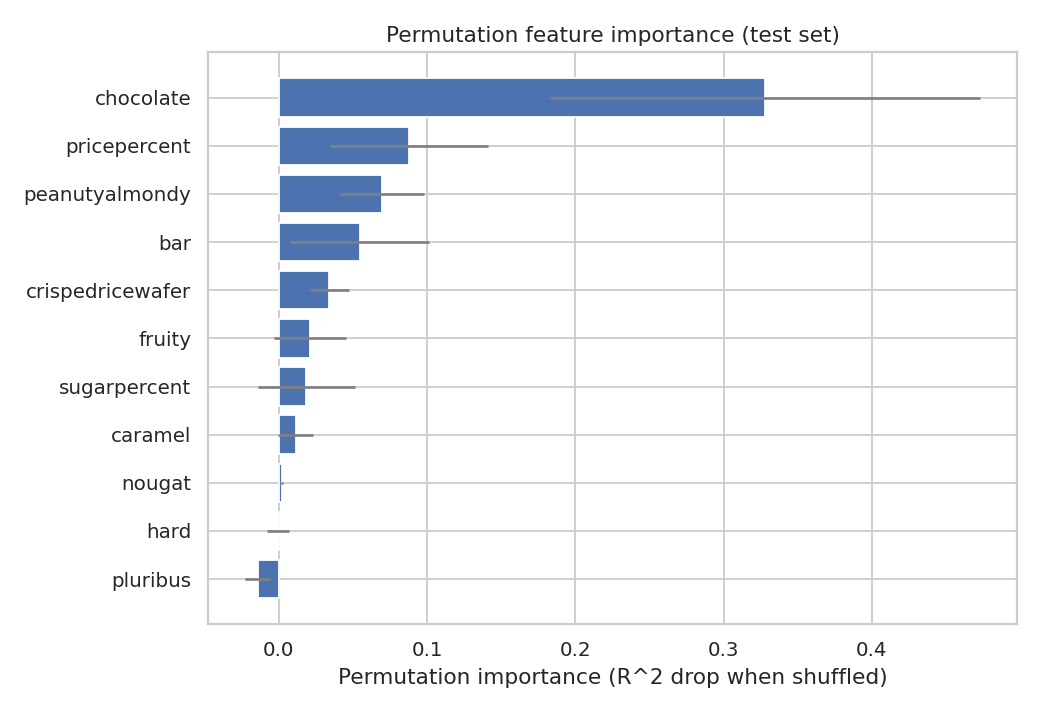 Permutation feature importance (test set)
chocolate
pricepercent
peanutyalmondy
bar
crispedricewafer
fruity
sugarpercent
caramel
nougat
hard
pluribus
0.0 0.1 0.2 0.3 0.4
Permutation importance (R^2 drop when shuffled)